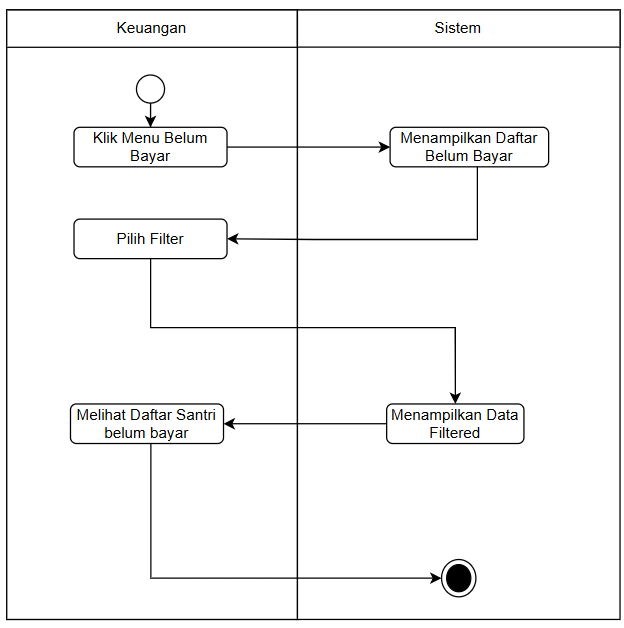 Keuangan
Sistem
Klik Menu Belum
Bayar
Menampilkan Daftar
Belum Bayar
Pilih Filter
Melihat Daftar Santri
belum bayar
Menampilkan Data
Filtered